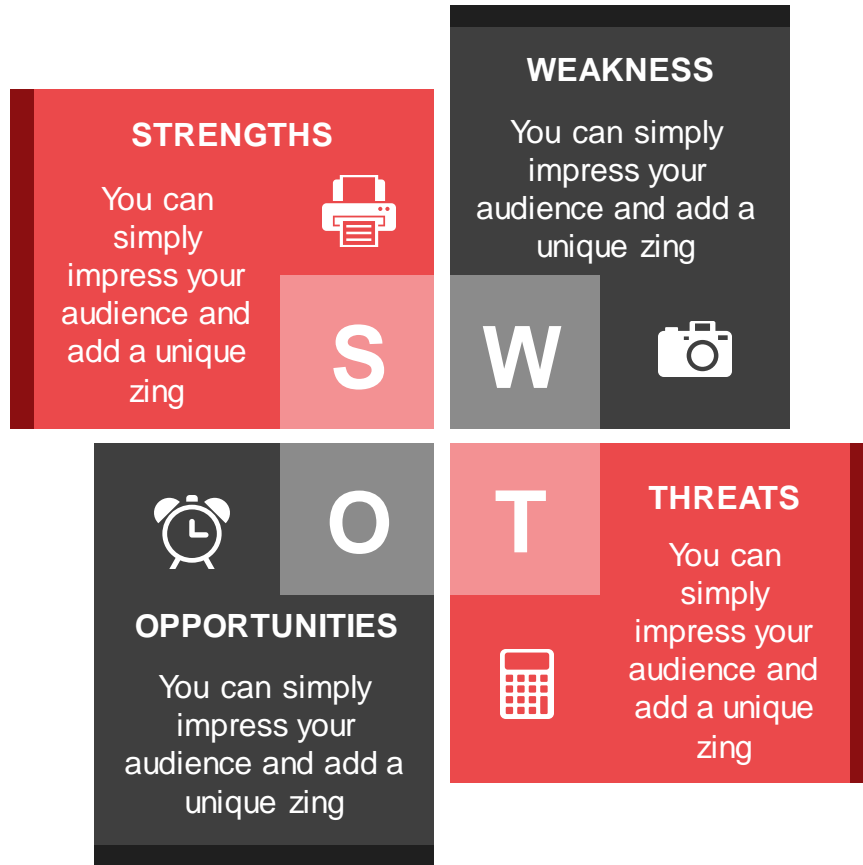 STRENGTHS
You can
simply
impress your
audience and
add a unique
zing
S
WEAKNESS
You can simply
impress your
audience and add a
unique zing
W
O
OPPORTUNITIES
You can simply
impress your
audience and add a
unique zing
T
THREATS
You can
simply
impress your
audience and
add a unique
zing